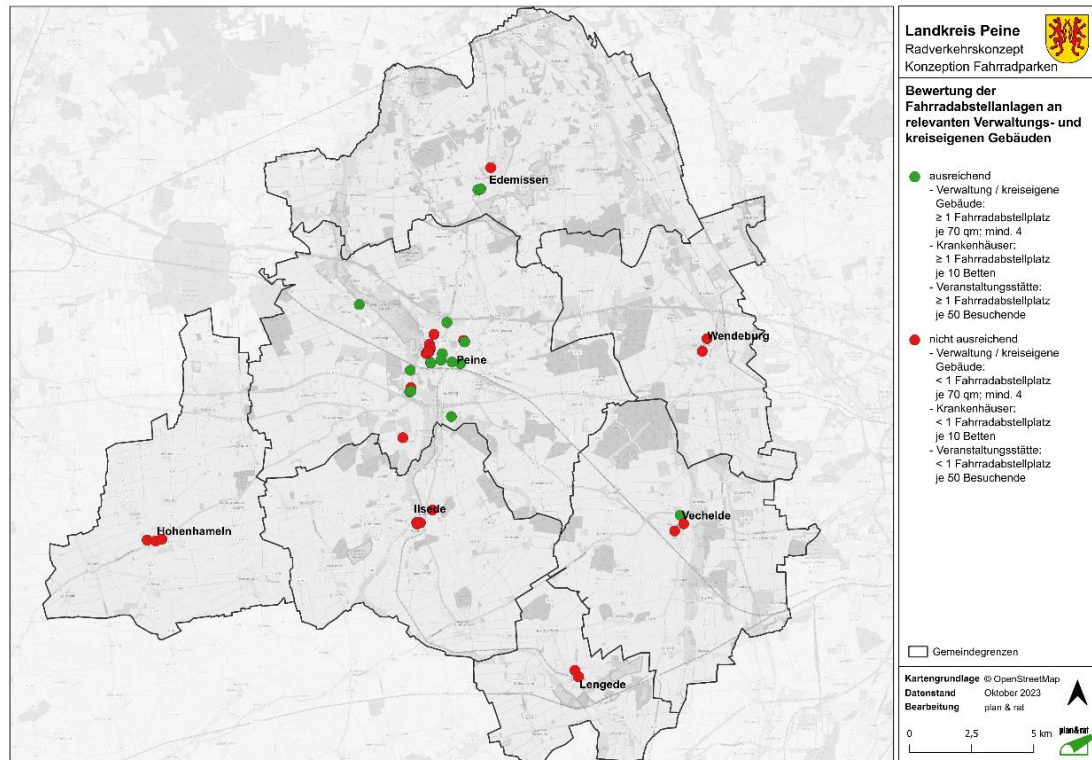 Landkreis Peine
Radverkehrskonzept
Konzeption Fahrradparken
Bewertung der
Fahrradabstellanlagen an
relevanten Verwaltungs- und
kreiseigenen Gebäuden
ausreichend
- Verwaltung / kreiseigene
Gebäude:
≥ 1 Fahrradabstellplatz
je 70 qm; mind. 4
- Krankenhäuser:
≥ 1 Fahrradabstellplatz
je 10 Betten
- Veranstaltungsstätte:
≥ 1 Fahrradabstellplatz
je 50 Besuchende
nicht ausreichend
- Verwaltung / kreiseigene
Gebäude:
< 1 Fahrradabstellplatz
je 70 qm; mind. 4
- Krankenhäuser:
< 1 Fahrradabstellplatz
je 10 Betten
- Veranstaltungsstätte:
< 1 Fahrradabstellplatz
je 50 Besuchende
Gemeindegrenzen
Kartengrundlage © OpenStreetMap
Datenstand Oktober 2023
Bearbeitung plan & rat
0 2,5 5 km
plan & rat
Edemissen
Wendeburg
Peine
Ilsede
Vechelde
Hohenhameln
Lengede